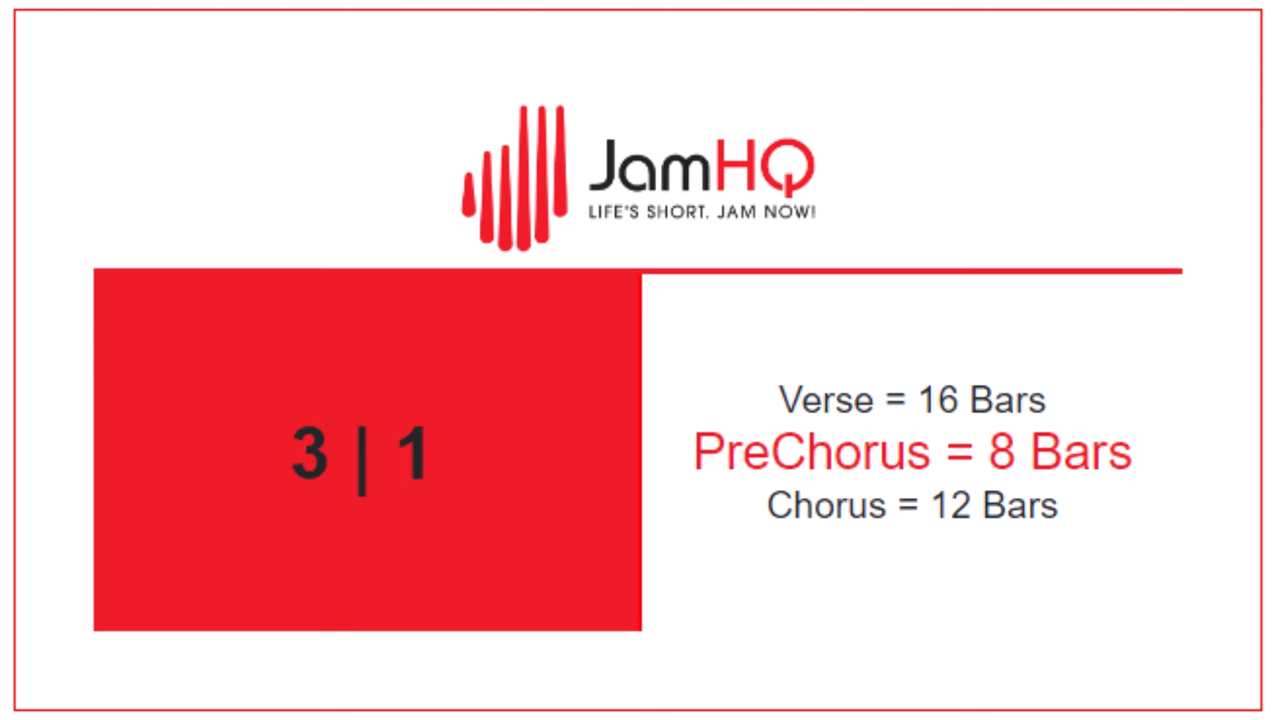 JamHQ
LIFE'S SHORT. JAM NOW!
3 | 1
Verse = 16 Bars
PreChorus = 8 Bars
Chorus = 12 Bars